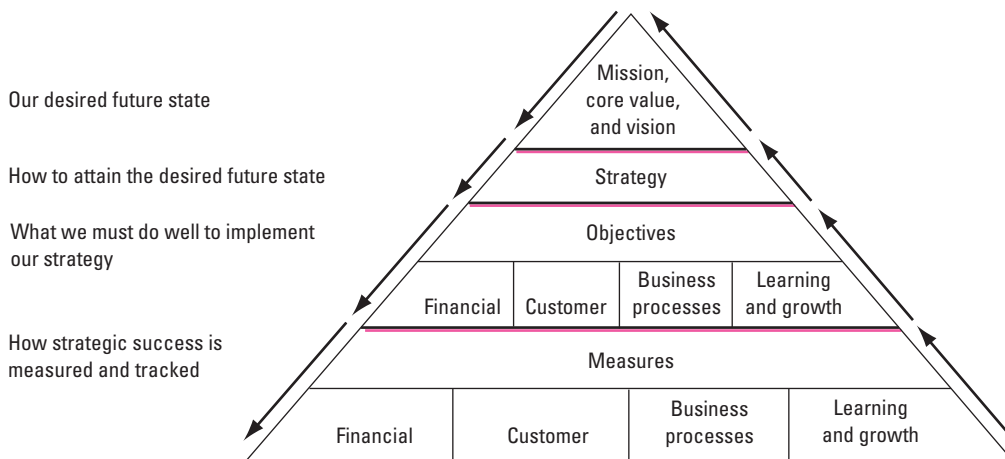 Our desired future state
Mission,
core value,
and vision
How to attain the desired future state
Strategy
What we must do well to implement
our strategy
Objectives
Financial
Customer
Business
processes
Learning
and growth
How strategic success is
measured and tracked
Measures
Financial
Customer
Business
processes
Learning
and growth